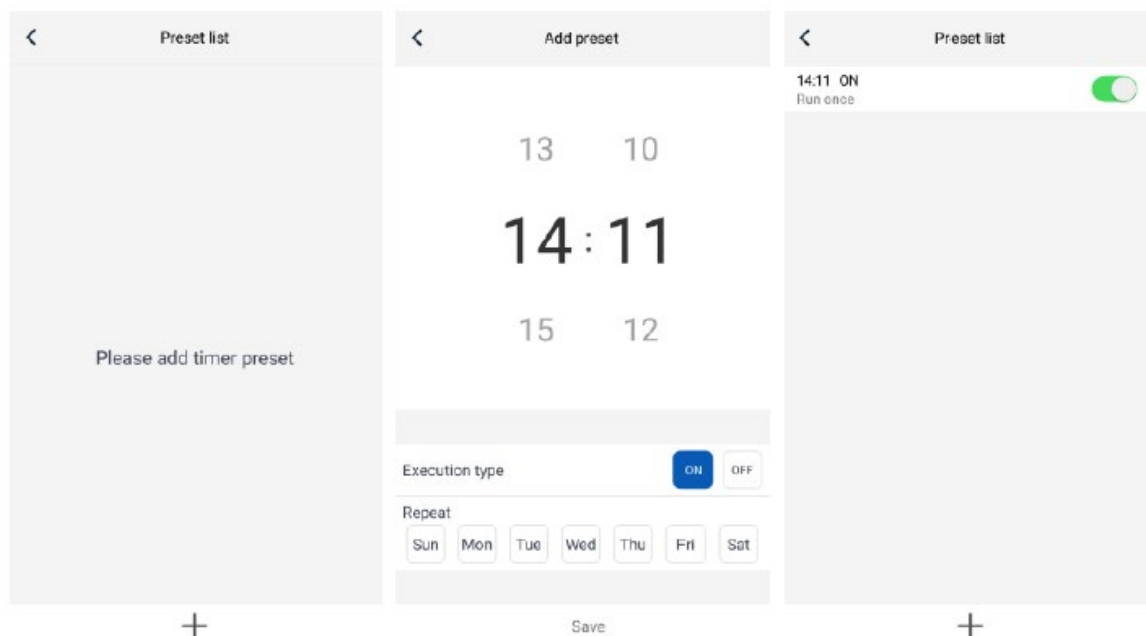 Preset list
Please add timer preset
+
Add preset
13 10
14 : 11
15 12
Execution type ON OFF
Repeat
Sun Mon Tue Wed Thu Fri Sat
Save
Preset list
14:11 ON
Run once
+